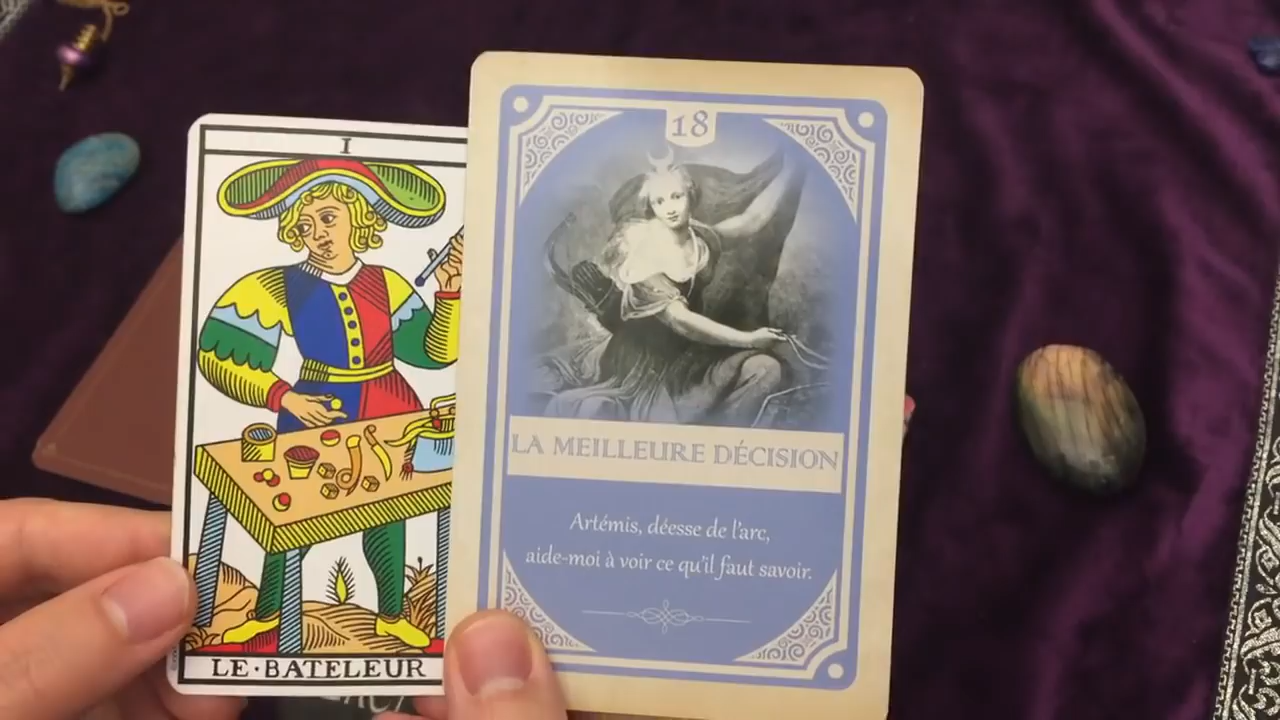 I
LE·BATELEUR
18
LA MEILLEURE DÉCISION
Artémis, déesse de l'arc,
aide-moi à voir ce qu'il faut savoir.